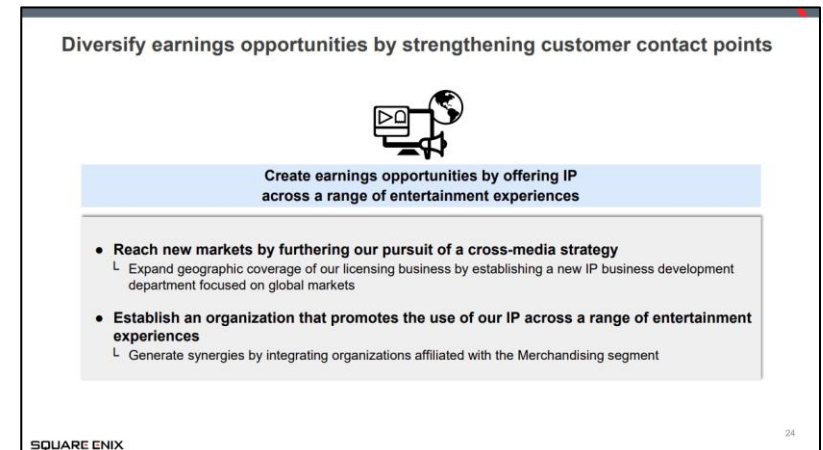 Diversify earnings opportunities by strengthening customer contact points
Create earnings opportunities by offering IP
across a range of entertainment experiences
● Reach new markets by furthering our pursuit of a cross-media strategy
└ Expand geographic coverage of our licensing business by establishing a new IP business development
department focused on global markets
● Establish an organization that promotes the use of our IP across a range of entertainment
experiences
└ Generate synergies by integrating organizations affiliated with the Merchandising segment
24
SQUARE ENIX